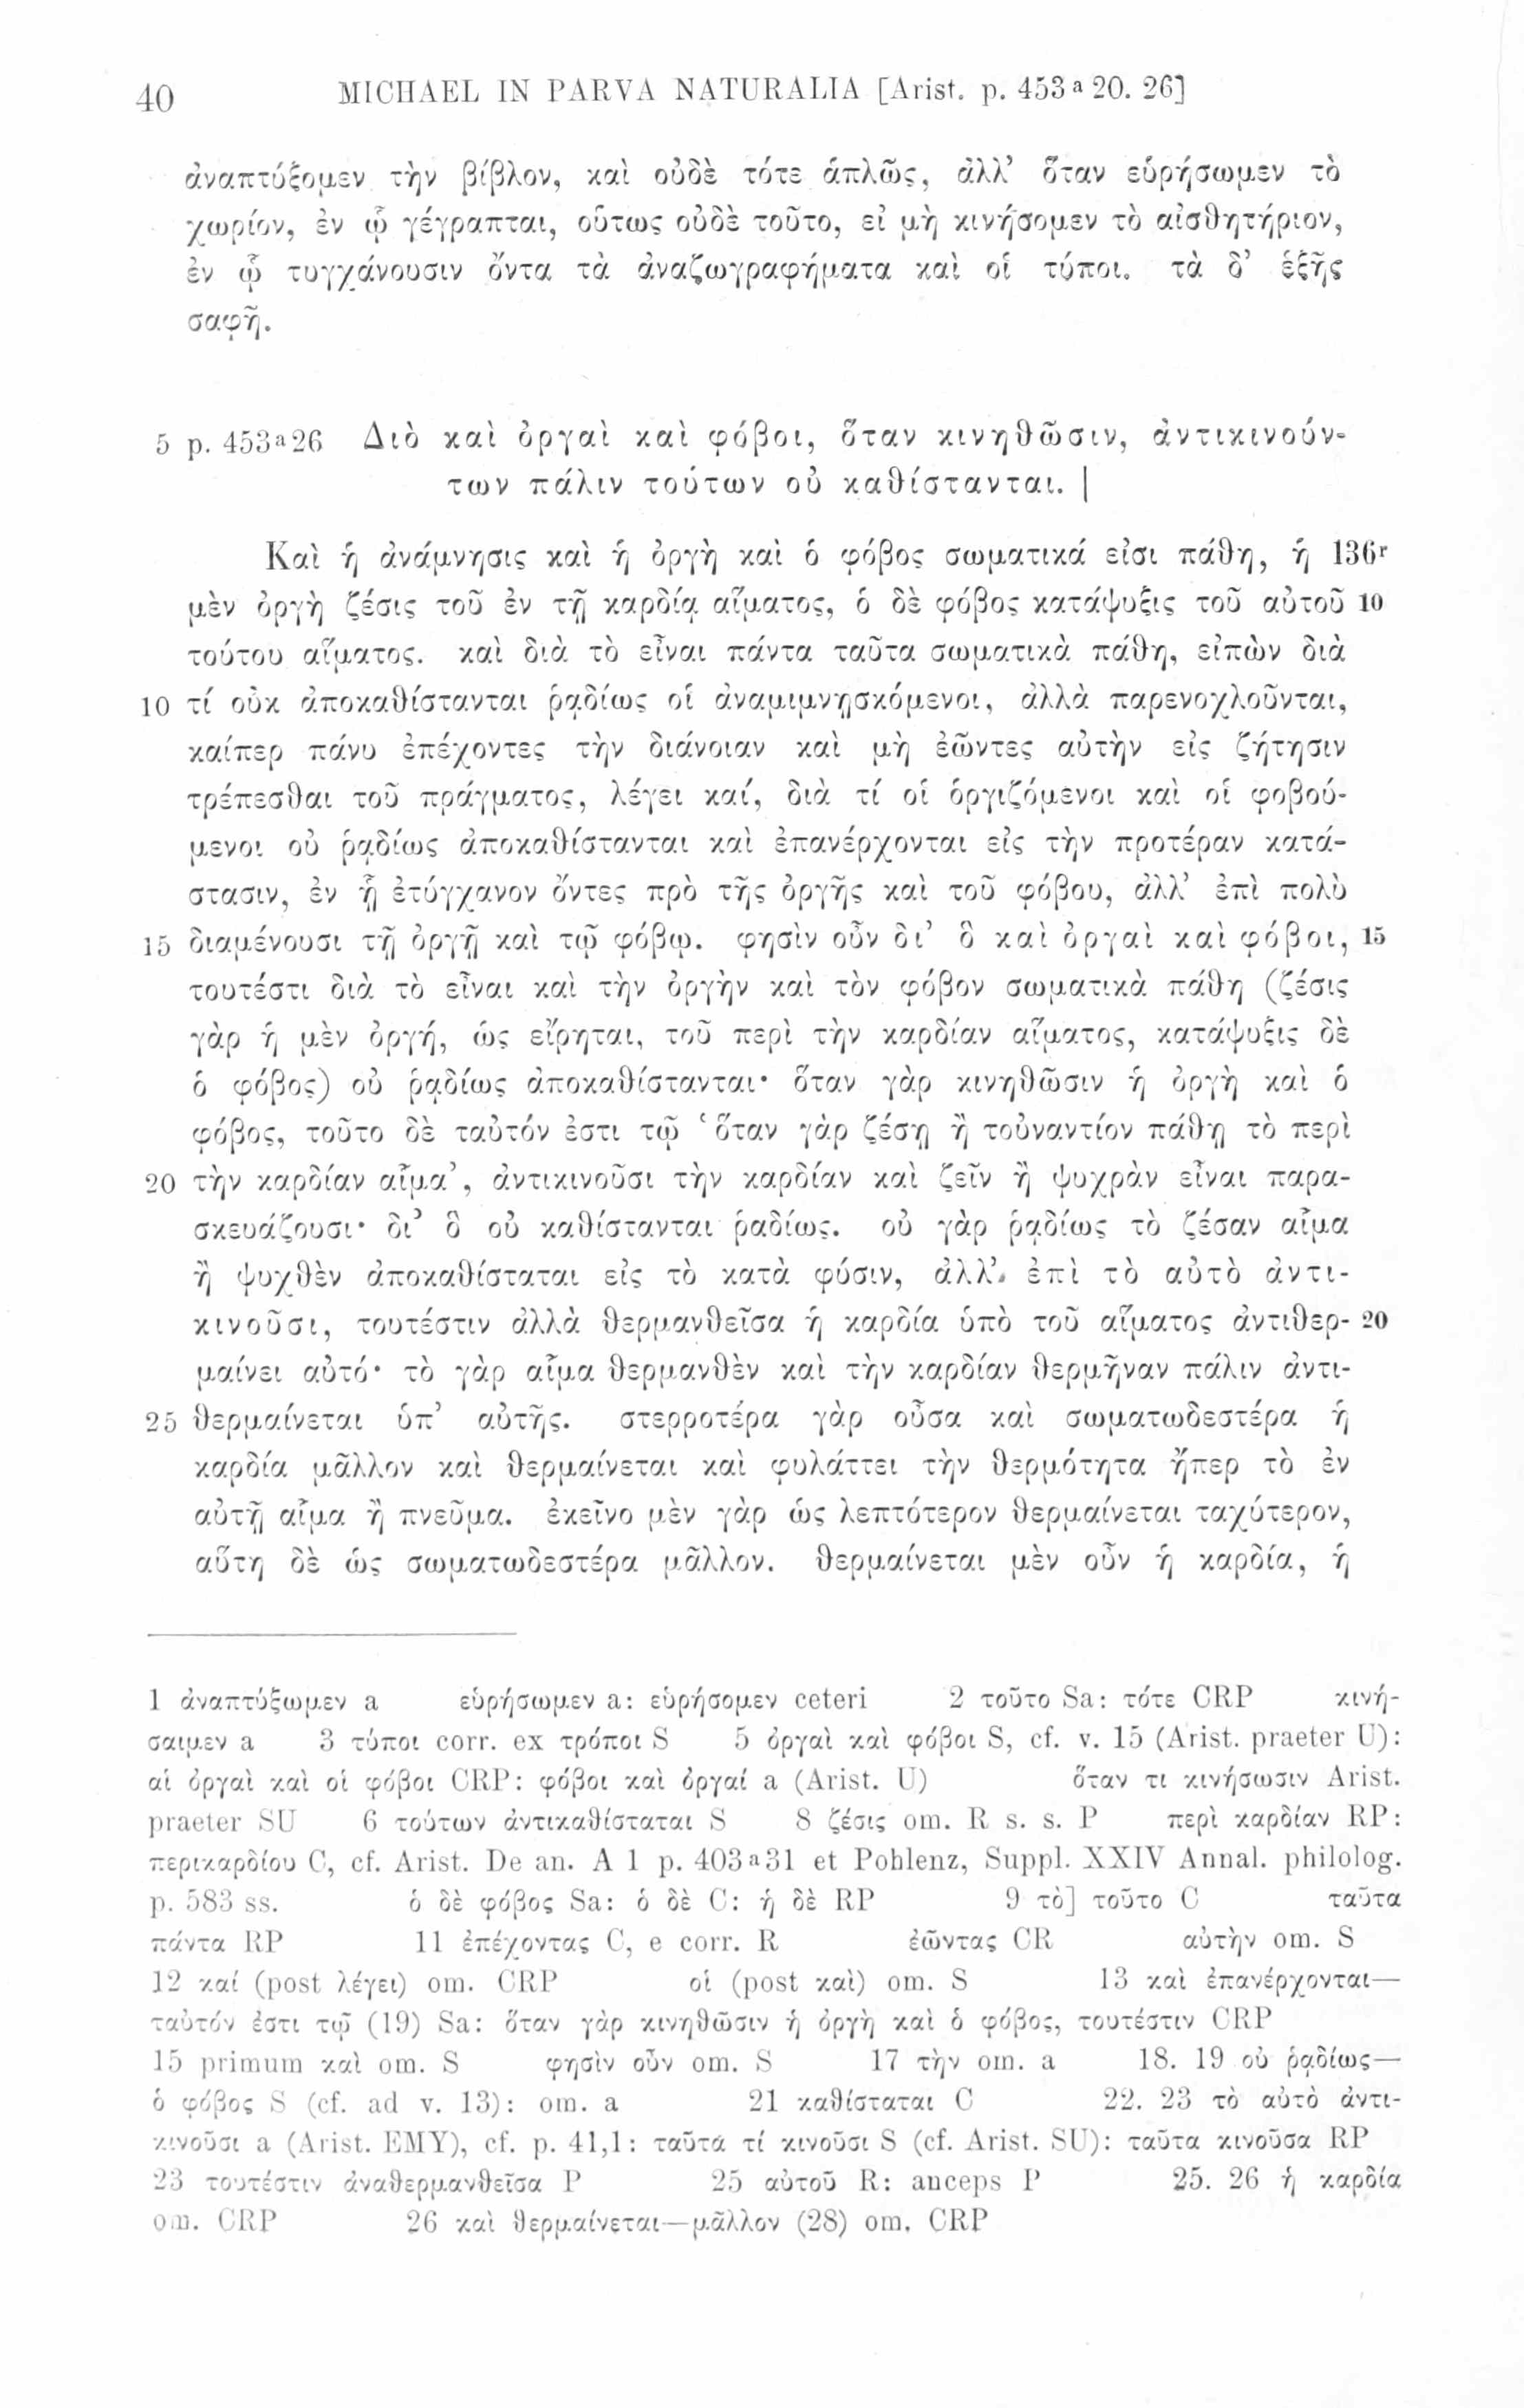 40 MICHAEL IN PARVA NATURALIA [Arist. p. 453ᵃ20. 26]
ἀναπτύξομεν τὴν βίβλον, καὶ οὐδὲ τότε ἁπλῶς, ἀλλ’ ὅταν εὑρήσωμεν τὸ
χωρίον, ἐν ᾧ γέγραπται, οὕτως οὐδὲ τοῦτο, εἰ μὴ κινήσομεν τὸ αἰσθητήριον,
ἐν ᾧ τυγχάνουσιν ὄντα τὰ ἀναζωγραφήματα καὶ οἱ τύποι. τὰ δ’ ἑξῆς
σαφῆ.
5 p. 453ᵃ26 Διὸ καὶ ὀργαὶ καὶ φόβοι, ὅταν κινηθῶσιν, ἀντικινούν-
των πάλιν τούτων οὐ καθίστανται. |
Καὶ ἡ ἀνάμνησις καὶ ἡ ὀργὴ καὶ ὁ φόβος σωματικά εἰσι πάθη, ἡ 136ʳ
μὲν ὀργὴ ζέσις τοῦ ἐν τῇ καρδίᾳ αἵματος, ὁ δὲ φόβος κατάψυξις τοῦ αὐτοῦ 10
τούτου αἵματος. καὶ διὰ τὸ εἶναι πάντα ταῦτα σωματικὰ πάθη, εἰπὼν διὰ
10 τί οὐκ ἀποκαθίστανται ῥᾳδίως οἱ ἀναμιμνῃσκόμενοι, ἀλλὰ παρενοχλοῦνται,
καίπερ πάνυ ἐπέχοντες τὴν διάνοιαν καὶ μὴ ἐῶντες αὐτὴν εἰς ζήτησιν
τρέπεσθαι τοῦ πράγματος, λέγει καί, διὰ τί οἱ ὀργιζόμενοι καὶ οἱ φοβού-
μενοι οὐ ῥᾳδίως ἀποκαθίστανται καὶ ἐπανέρχονται εἰς τὴν προτέραν κατά-
στασιν, ἐν ᾗ ἐτύγχανον ὄντες πρὸ τῆς ὀργῆς καὶ τοῦ φόβου, ἀλλ’ ἐπὶ πολὺ
15 διαμένουσι τῇ ὀργῇ καὶ τῷ φόβῳ. φησὶν οὖν δι’ ὃ καὶ ὀργαὶ καὶ φόβοι, 15
τουτέστι διὰ τὸ εἶναι καὶ τὴν ὀργὴν καὶ τὸν φόβον σωματικὰ πάθη (ζέσις
γὰρ ἡ μὲν ὀργή, ὡς εἴρηται, τοῦ περὶ τὴν καρδίαν αἵματος, κατάψυξις δὲ
ὁ φόβος) οὐ ῥᾳδίως ἀποκαθίστανται· ὅταν γὰρ κινηθῶσιν ἡ ὀργὴ καὶ ὁ
φόβος, τοῦτο δὲ ταὐτόν ἐστι τῷ ‘ὅταν γὰρ ζέσῃ ἢ τοὐναντίον πάθῃ τὸ περὶ
20 τὴν καρδίαν αἷμα’, ἀντικινοῦσι τὴν καρδίαν καὶ ζεῖν ἢ ψυχρὰν εἶναι παρα-
σκευάζουσι· δι’ ὃ οὐ καθίστανται ῥᾳδίως. οὐ γὰρ ῥᾳδίως τὸ ζέσαν αἷμα
ἢ ψυχθὲν ἀποκαθίσταται εἰς τὸ κατὰ φύσιν, ἀλλ’ ἐπὶ τὸ αὐτὸ ἀντι-
κινοῦσι, τουτέστιν ἀλλὰ θερμανθεῖσα ἡ καρδία ὑπὸ τοῦ αἵματος ἀντιθερ- 20
μαίνει αὐτό· τὸ γὰρ αἷμα θερμανθὲν καὶ τὴν καρδίαν θερμῆναν πάλιν ἀντι-
25 θερμαίνεται ὑπ’ αὐτῆς. στερροτέρα γὰρ οὖσα καὶ σωματωδεστέρα ἡ
καρδία μᾶλλον καὶ θερμαίνεται καὶ φυλάττει τὴν θερμότητα ἤπερ τὸ ἐν
αὐτῇ αἷμα ἢ πνεῦμα. ἐκεῖνο μὲν γὰρ ὡς λεπτότερον θερμαίνεται ταχύτερον,
αὕτη δὲ ὡς σωματωδεστέρα μᾶλλον. θερμαίνεται μὲν οὖν ἡ καρδία, ἡ
1 ἀναπτύξωμεν a εὑρήσωμεν a: εὑρήσομεν ceteri 2 τοῦτο Sa: τότε CRP κινή-
σαιμεν a 3 τύποι corr. ex τρόποι S 5 ὀργαὶ καὶ φόβοι S, cf. v. 15 (Arist. praeter U):
αἱ ὀργαὶ καὶ οἱ φόβοι CRP: φόβοι καὶ ὀργαί a (Arist. U) ὅταν τι κινήσωσιν Arist.
praeter SU 6 τούτων ἀντικαθίσταται S 8 ζέσις om. R s. s. P περὶ καρδίαν RP:
περικαρδίου C, cf. Arist. De an. A 1 p. 403ᵃ31 et Pohlenz, Suppl. XXIV Annal. philolog.
p. 583 ss. ὁ δὲ φόβος Sa: ὁ δὲ C: ἡ δὲ RP 9 τὸ] τοῦτο C ταῦτα
πάντα RP 11 ἐπέχοντας C, e corr. R ἐῶντας CR αὐτὴν om. S
12 καί (post λέγει) om. CRP οἱ (post καὶ) om. S 13 καὶ ἐπανέρχονται—
ταὐτόν ἐστι τῷ (19) Sa: ὅταν γὰρ κινηθῶσιν ἡ ὀργὴ καὶ ὁ φόβος, τουτέστιν CRP
15 primum καὶ om. S φησὶν οὖν om. S 17 τὴν om. a 18. 19 οὐ ῥᾳδίως—
ὁ φόβος S (cf. ad v. 13): om. a 21 καθίσταται C 22. 23 τὸ αὐτὸ ἀντι-
κινοῦσι a (Arist. EMY), cf. p. 41,1: ταῦτα τί κινοῦσι S (cf. Arist. SU): ταῦτα κινοῦσα RP
23 τουτέστιν ἀναθερμανθεῖσα P 25 αὐτοῦ R: anceps P 25. 26 ἡ καρδία
om. CRP 26 καὶ θερμαίνεται—μᾶλλον (28) om. CRP